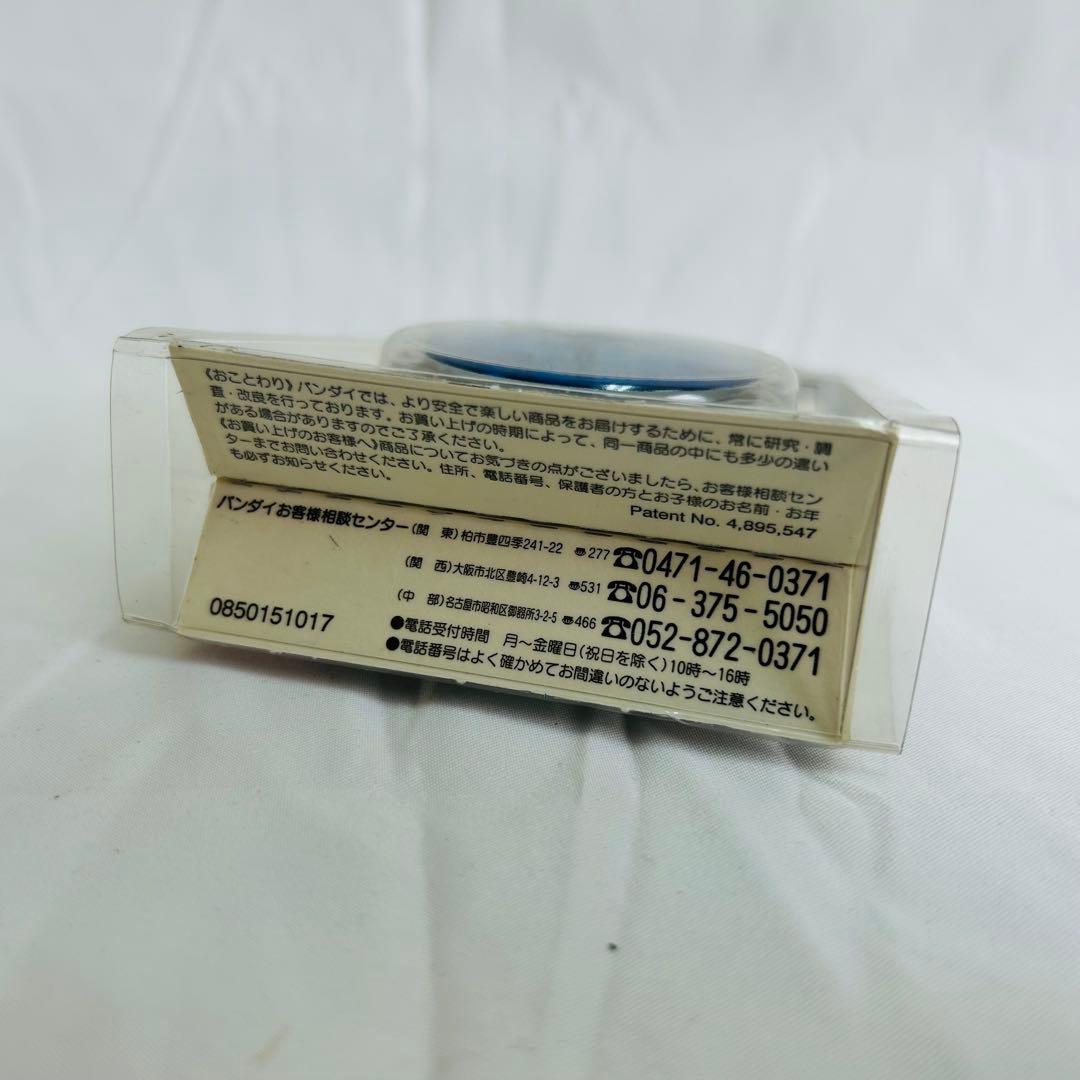 《おことわり》バンダイでは、より安全で楽しい商品をお届けするために、常に研究・調
査・改良を行っております。お買い上げの時期によって、同一商品の中にも多少の違い
がある場合がありますのでご了承ください。
《お買い上げのお客様へ》商品についてお気づきの点がございましたら、お客様相談セン
ターまでお問い合わせください。住所、電話番号、保護者の方とお子様のお名前・お年
も必ずお知らせください。
Patent No. 4,895,547
バンダイお客様相談センター(関 東)柏市豊四季241-22 〠277 ☎0471-46-0371
(関 西)大阪市北区豊崎4-12-3 〠531 ☎06-375-5050
(中 部)名古屋市昭和区御器所3-2-5 〠466 ☎052-872-0371
0850151017
●電話受付時間 月〜金曜日(祝日を除く)10時〜16時
●電話番号はよく確かめてお間違いのないようご注意ください。